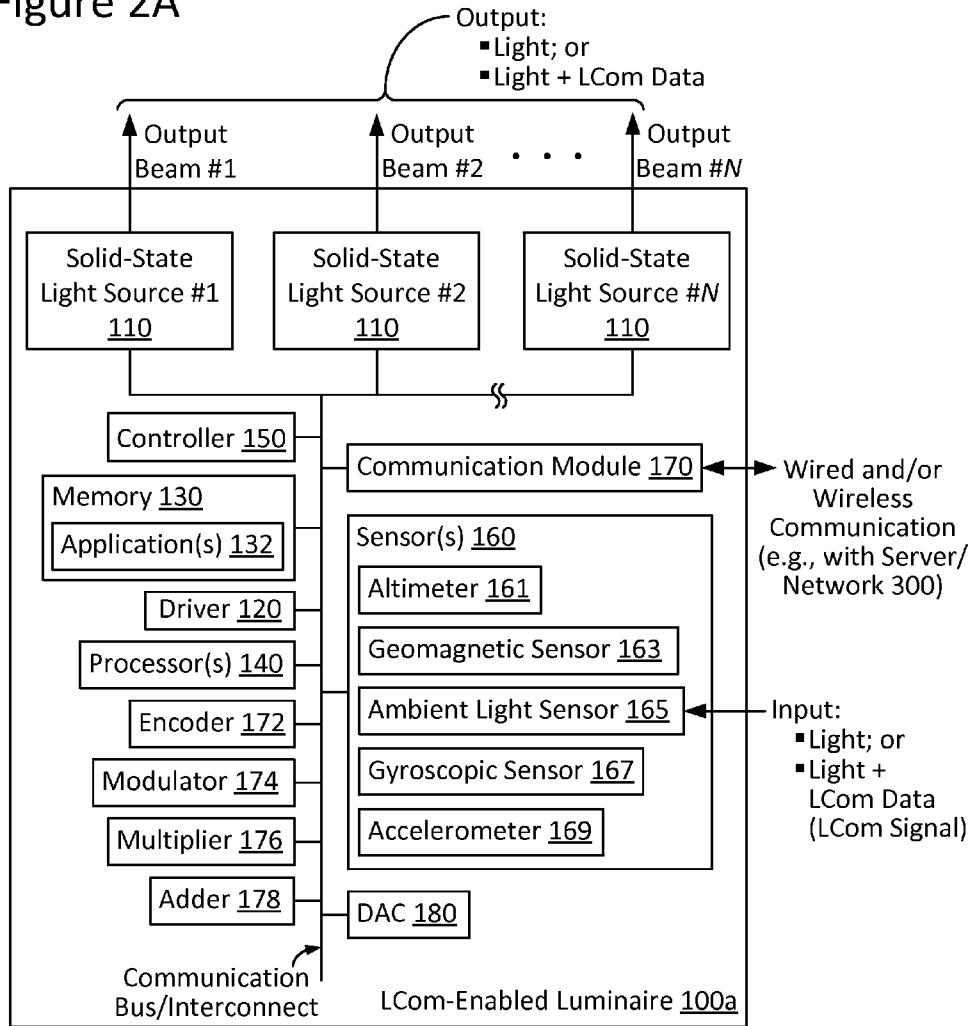 Figure 2A
Output:
▪Light; or
▪Light + LCom Data
Output
Beam #1
Output
Beam #2
. . .
Output
Beam #N
Solid-State
Light Source #1
110
Solid-State
Light Source #2
110
Solid-State
Light Source #N
110
Controller 150
Memory 130
Application(s) 132
Driver 120
Processor(s) 140
Encoder 172
Modulator 174
Multiplier 176
Adder 178
Communication
Bus/Interconnect
Communication Module 170
Wired and/or
Wireless
Communication
(e.g., with Server/
Network 300)
Sensor(s) 160
Altimeter 161
Geomagnetic Sensor 163
Ambient Light Sensor 165
Gyroscopic Sensor 167
Accelerometer 169
Input:
▪Light; or
▪Light +
LCom Data
(LCom Signal)
DAC 180
LCom-Enabled Luminaire 100a